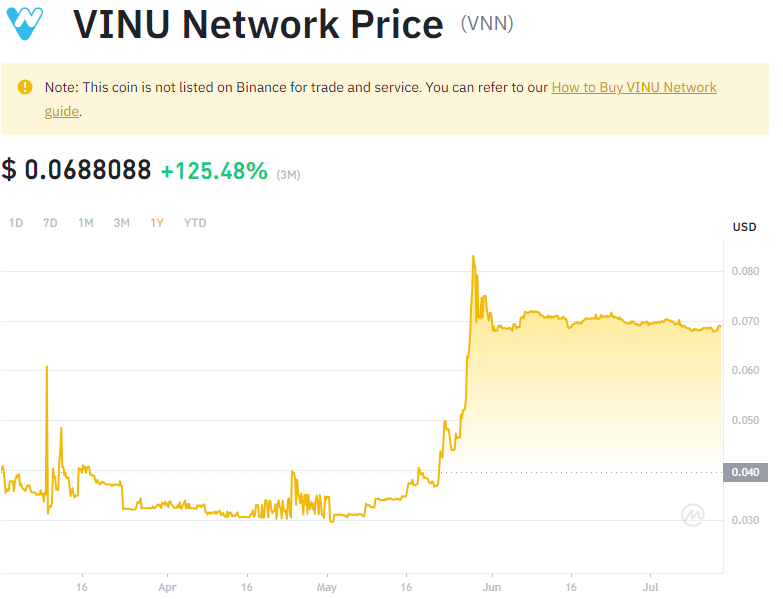 VINU Network Price (VNN)
Note: This coin is not listed on Binance for trade and service. You can refer to our How to Buy VINU Network
guide.
$ 0.0688088 +125.48% (3M)
1D 7D 1M 3M 1Y YTD
USD
0.080
0.070
0.060
0.050
0.040
0.030
16 Apr 16 May 16 Jun 16 Jul